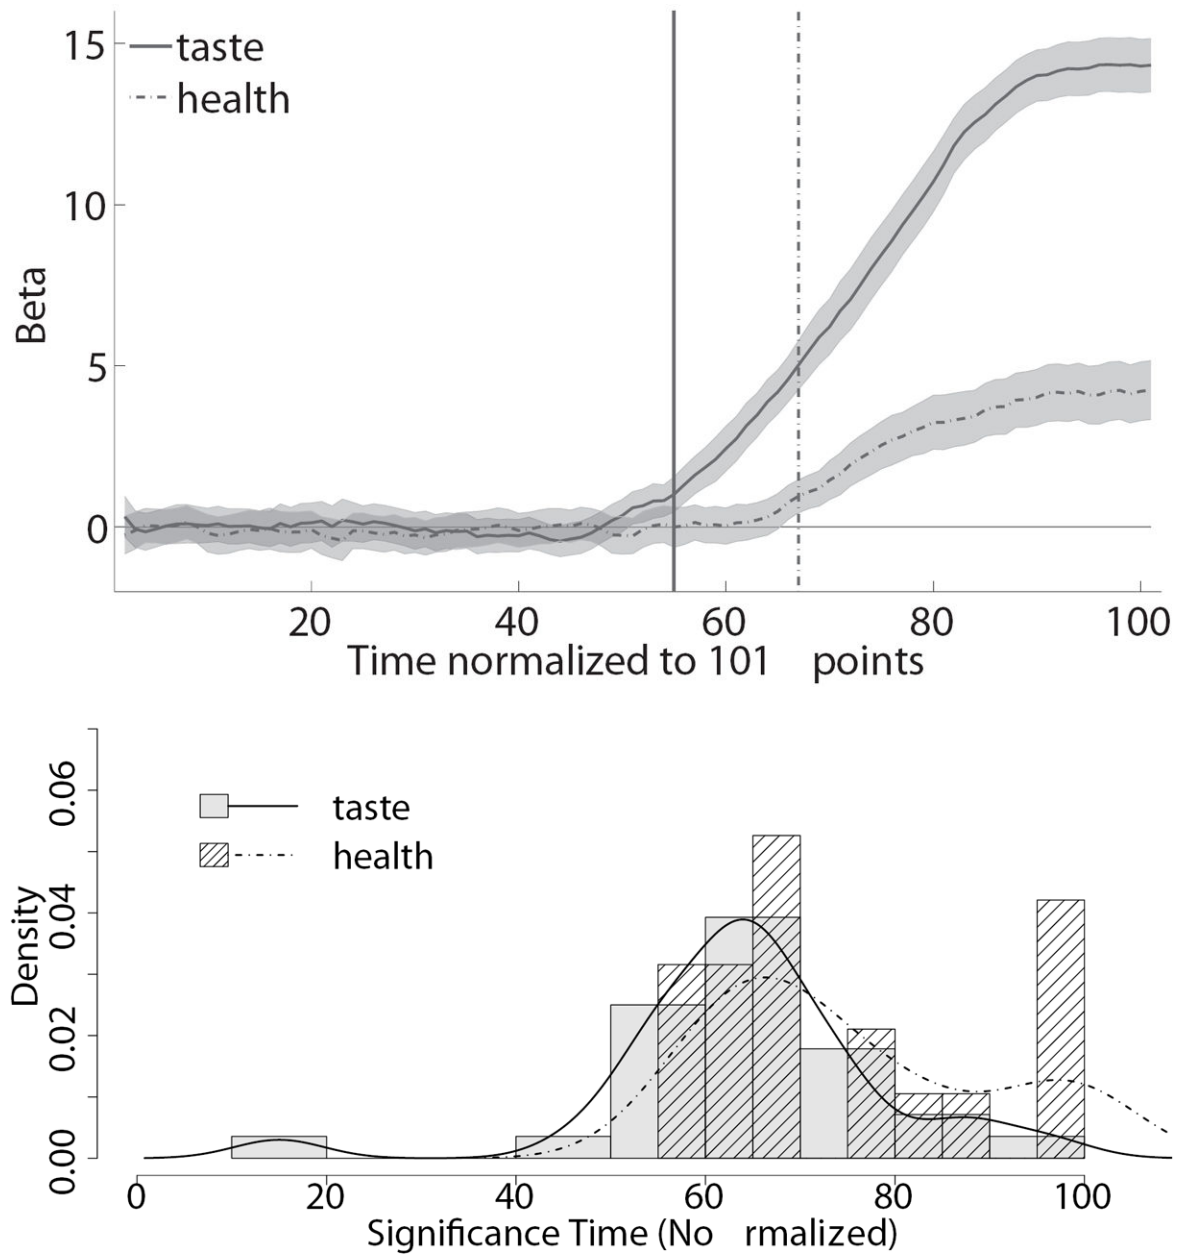 15
taste
health
10
Beta
5
0
20 40 60 80 100
Time normalized to 101 points
0.06
taste
health
0.04
Density
0.02
0.00
0 20 40 60 80 100
Significance Time (No rmalized)